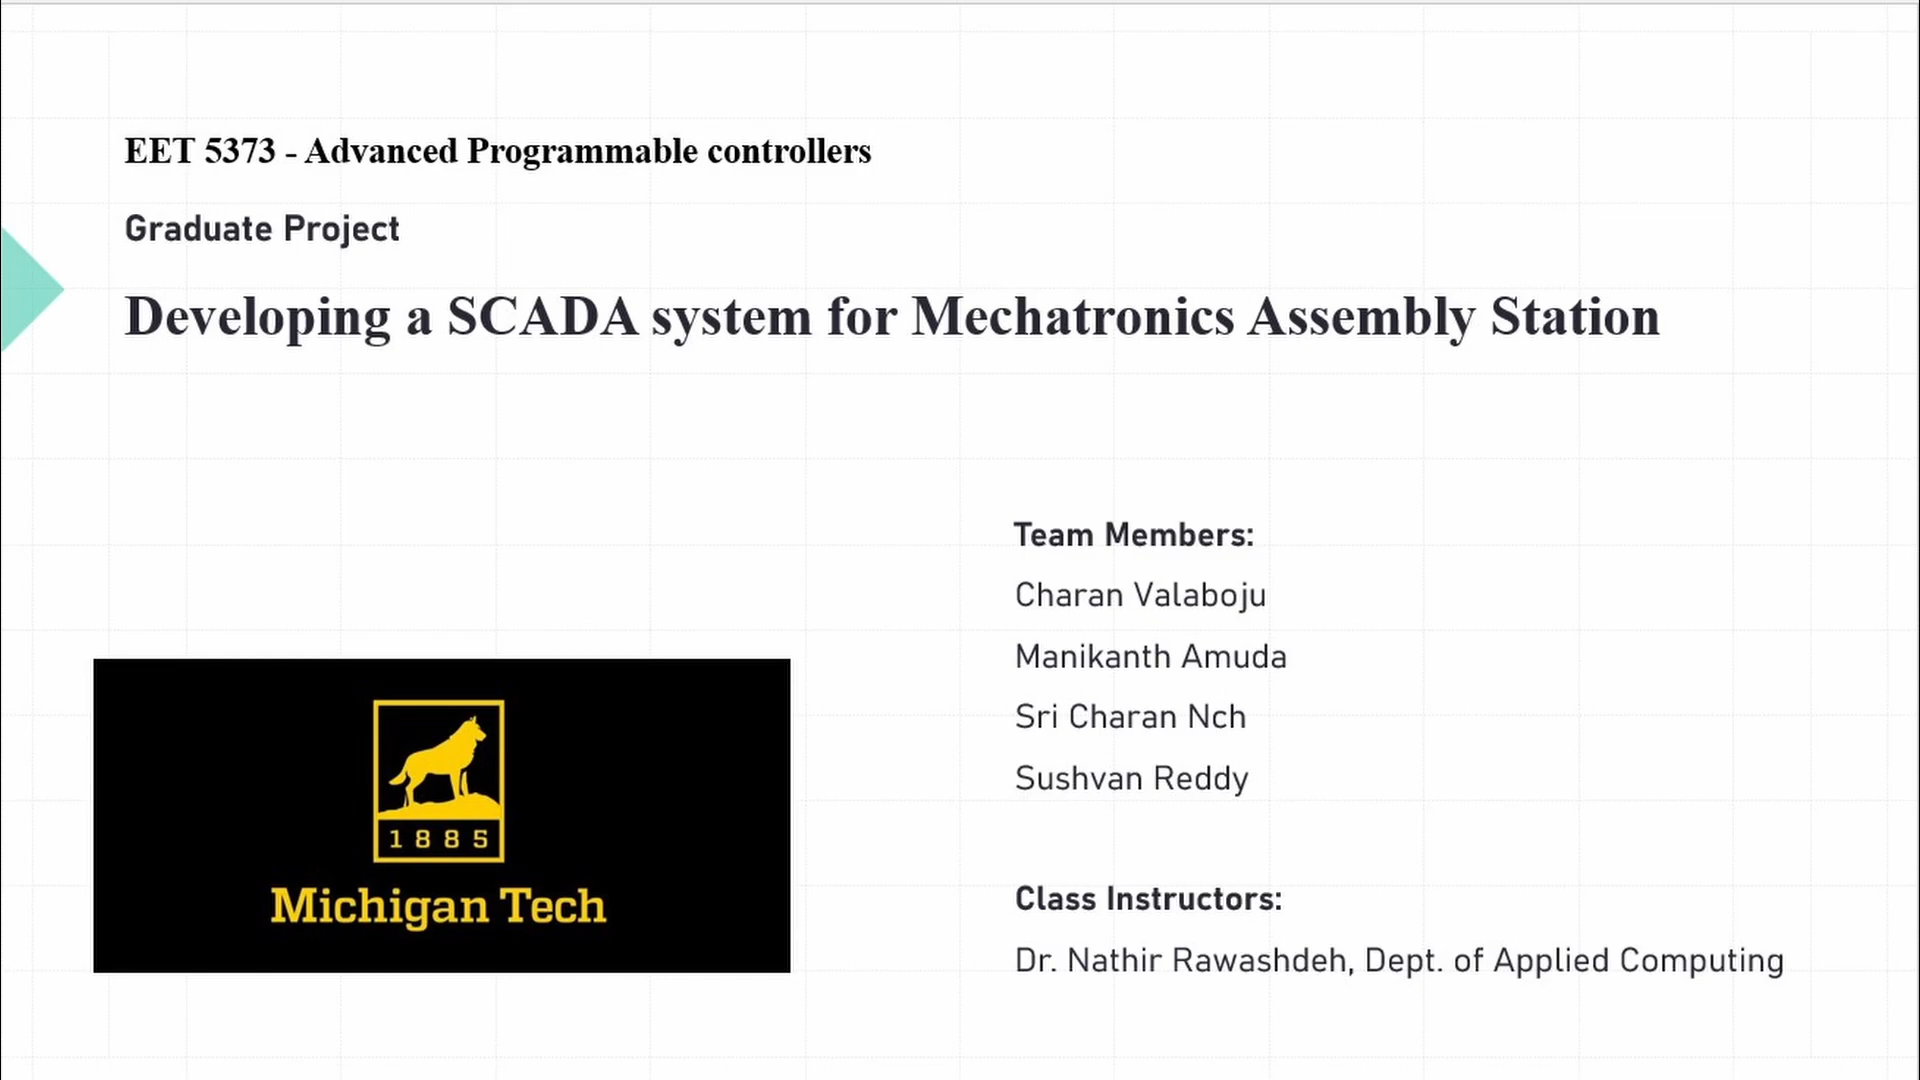 EET 5373 - Advanced Programmable controllers
Graduate Project
Developing a SCADA system for Mechatronics Assembly Station
Team Members:
Charan Valaboju
Manikanth Amuda
Sri Charan Nch
Sushvan Reddy
1885
Michigan Tech
Class Instructors:
Dr. Nathir Rawashdeh, Dept. of Applied Computing